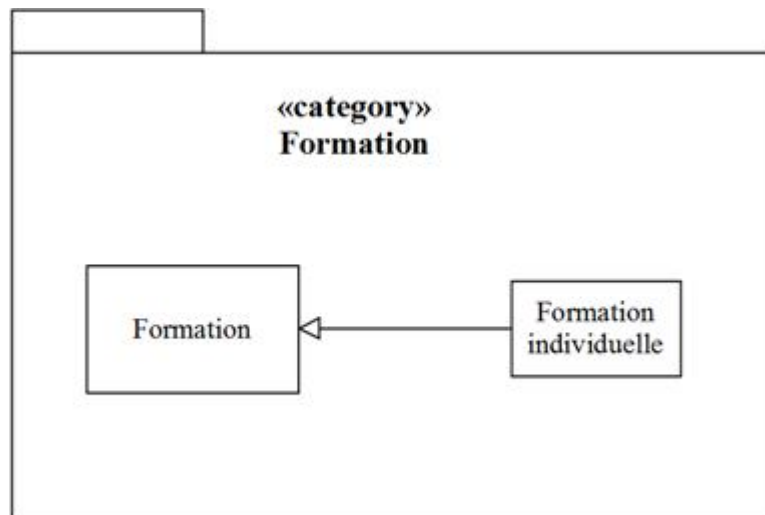 «category»
Formation
Formation
Formation
individuelle